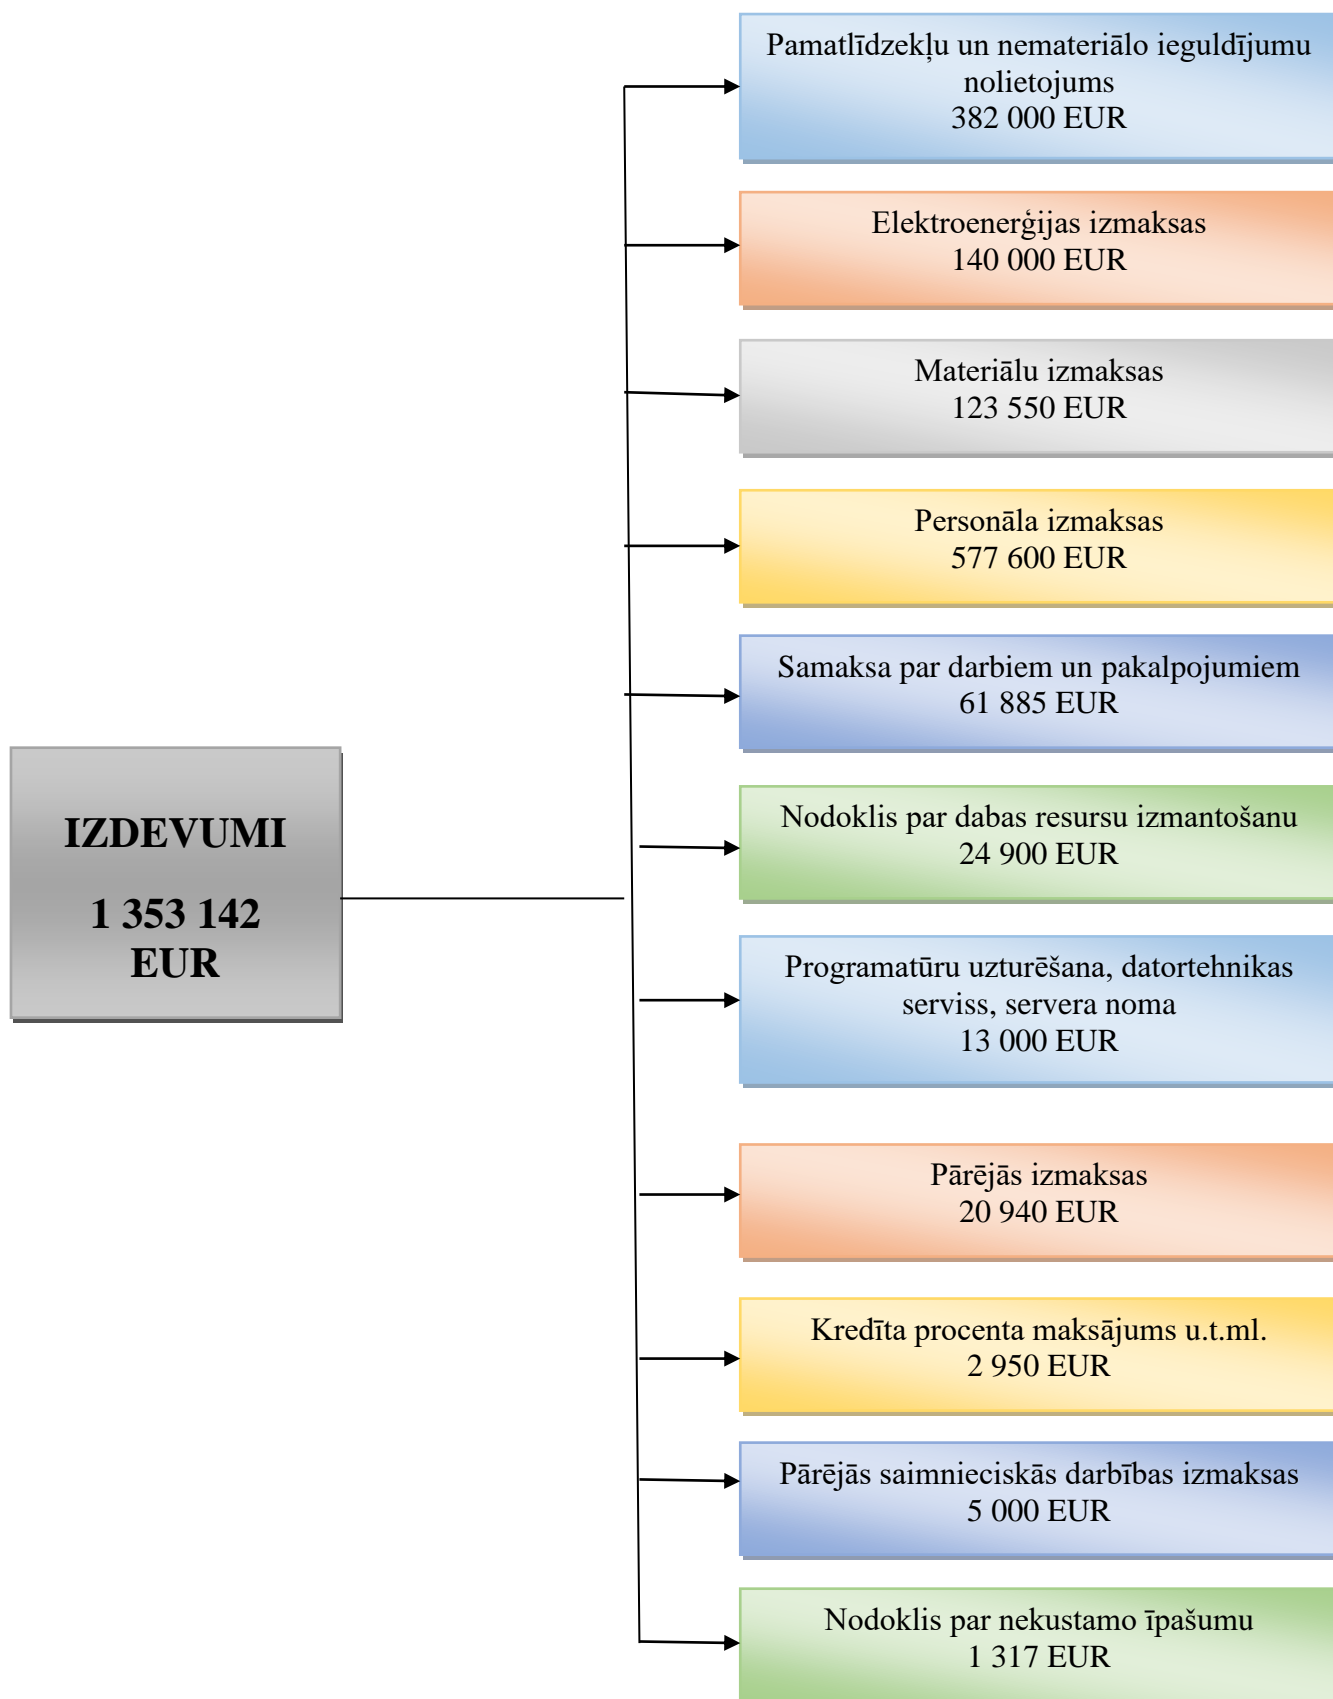 Pamatlīdzekļu un nemateriālo ieguldījumu
nolietojums
382 000 EUR
Elektroenerģijas izmaksas
140 000 EUR
Materiālu izmaksas
123 550 EUR
Personāla izmaksas
577 600 EUR
Samaksa par darbiem un pakalpojumiem
61 885 EUR
IZDEVUMI
1 353 142
EUR
Nodoklis par dabas resursu izmantošanu
24 900 EUR
Programatūru uzturēšana, datortehnikas
serviss, servera noma
13 000 EUR
Pārējās izmaksas
20 940 EUR
Kredīta procenta maksājums u.t.ml.
2 950 EUR
Pārējās saimnieciskās darbības izmaksas
5 000 EUR
Nodoklis par nekustamo īpašumu
1 317 EUR